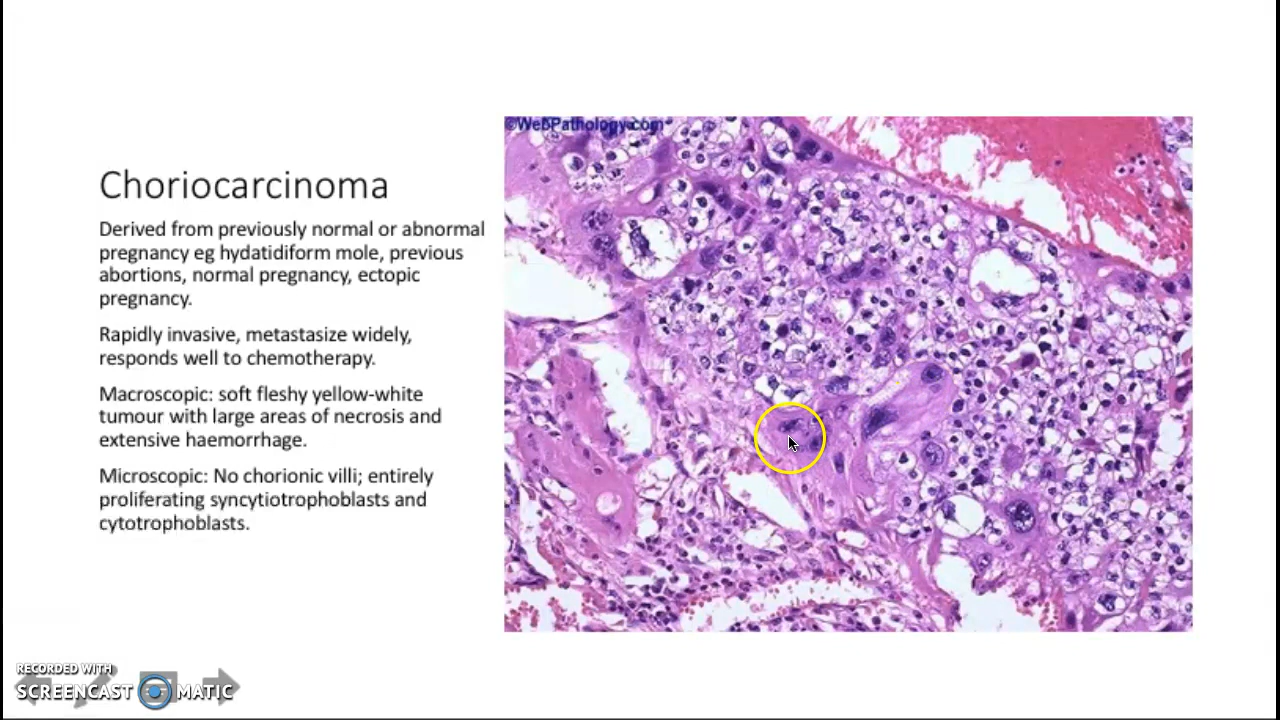 ©WebPathology.com
Choriocarcinoma
Derived from previously normal or abnormal
pregnancy eg hydatidiform mole, previous
abortions, normal pregnancy, ectopic
pregnancy.
Rapidly invasive, metastasize widely,
responds well to chemotherapy.
Macroscopic: soft fleshy yellow-white
tumour with large areas of necrosis and
extensive haemorrhage.
Microscopic: No chorionic villi; entirely
proliferating syncytiotrophoblasts and
cytotrophoblasts.
RECORDED WITH
SCREENCAST MATIC